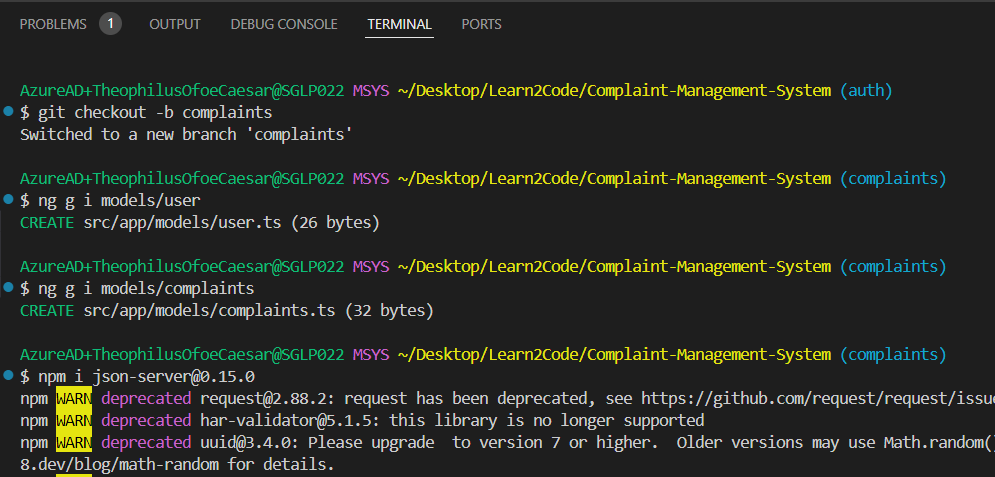 PROBLEMS 1 OUTPUT DEBUG CONSOLE TERMINAL PORTS
AzureAD+TheophilusOfoeCaesar@SGLP022 MSYS ~/Desktop/Learn2Code/Complaint-Management-System (auth)
$ git checkout -b complaints
Switched to a new branch 'complaints'
AzureAD+TheophilusOfoeCaesar@SGLP022 MSYS ~/Desktop/Learn2Code/Complaint-Management-System (complaints)
$ ng g i models/user
CREATE src/app/models/user.ts (26 bytes)
AzureAD+TheophilusOfoeCaesar@SGLP022 MSYS ~/Desktop/Learn2Code/Complaint-Management-System (complaints)
$ ng g i models/complaints
CREATE src/app/models/complaints.ts (32 bytes)
AzureAD+TheophilusOfoeCaesar@SGLP022 MSYS ~/Desktop/Learn2Code/Complaint-Management-System (complaints)
$ npm i json-server@0.15.0
npm WARN deprecated request@2.88.2: request has been deprecated, see https://github.com/request/request/issue
npm WARN deprecated har-validator@5.1.5: this library is no longer supported
npm WARN deprecated uuid@3.4.0: Please upgrade  to version 7 or higher.  Older versions may use Math.random()
8.dev/blog/math-random for details.